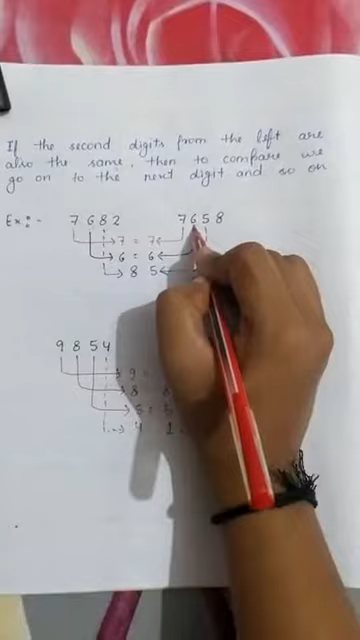 If the second digits from the left are
also the same, then to compare we
go on to the next digit and so on
Ex:- 7682 7658
7 = 7
6 = 6
8 5
9854
9 =
8
5 =
4 1